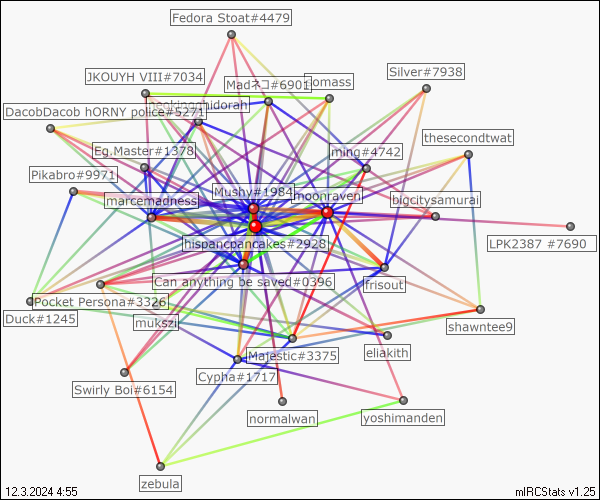 Fedora Stoat#4479
JKOUYH VIII#7034
Madネコ#6901
Silver#7938
DacobDacob hORNY police#5271
thesecondtwat
Eg.Master#1378
ming#4742
Pikabro#9971
Mushy#1984
moonraven
marcemadness
bigcitysamurai
hispancpancakes#2928
LPK2387 #7690
Can anything be saved#0396
frisout
Pocket Persona#3326
Duck#1245
mukszi
shawntee9
Majestic#3375
eliakith
Cypha#1717
Swirly Boi#6154
normalwan
yoshimanden
zebula
12.3.2024 4:55
mIRCStats v1.25